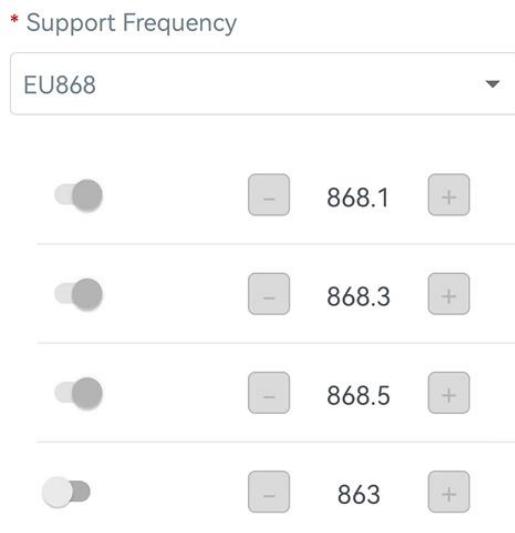 * Support Frequency
EU868
- 868.1 +
- 868.3 +
- 868.5 +
- 863 +